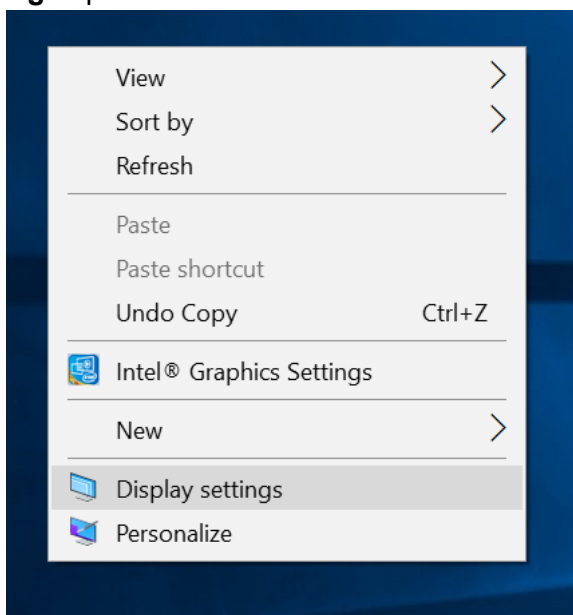 View
Sort by
Refresh
Paste
Paste shortcut
Undo Copy Ctrl+Z
Intel® Graphics Settings
New
Display settings
Personalize